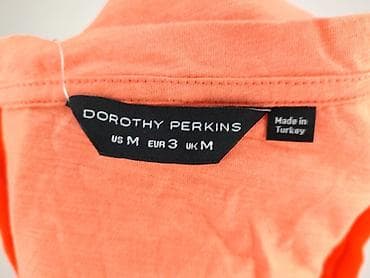 DOROTHY PERKINS
US M EUR 3 UK M
Made in
Turkey